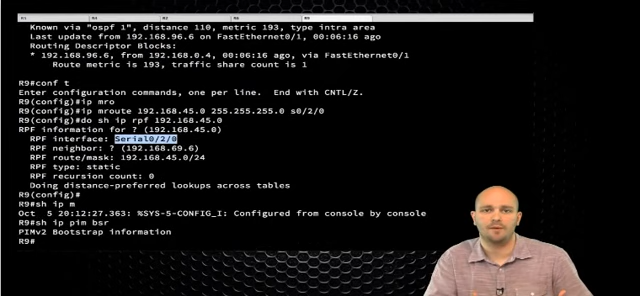 R1 R3 R2 R6 R9
Known via "ospf 1", distance 110, metric 193, type intra area
Last update from 192.168.96.6 on FastEthernet0/1, 00:06:16 ago
Routing Descriptor Blocks:
* 192.168.96.6, from 192.168.0.4, 00:06:16 ago, via FastEthernet0/1
Route metric is 193, traffic share count is 1
R9#conf t
Enter configuration commands, one per line. End with CNTL/Z.
R9(config)#ip mro
R9(config)#ip mroute 192.168.45.0 255.255.255.0 s0/2/0
R9(config)#do sh ip rpf 192.168.45.0
RPF information for ? (192.168.45.0)
RPF interface: Serial0/2/0
RPF neighbor: ? (192.168.69.6)
RPF route/mask: 192.168.45.0/24
RPF type: static
RPF recursion count: 0
Doing distance-preferred lookups across tables
R9(config)#
R9#sh ip m
Oct 5 20:12:27.363: %SYS-5-CONFIG_I: Configured from console by console
R9#sh ip pim bsr
PIMv2 Bootstrap information
R9#